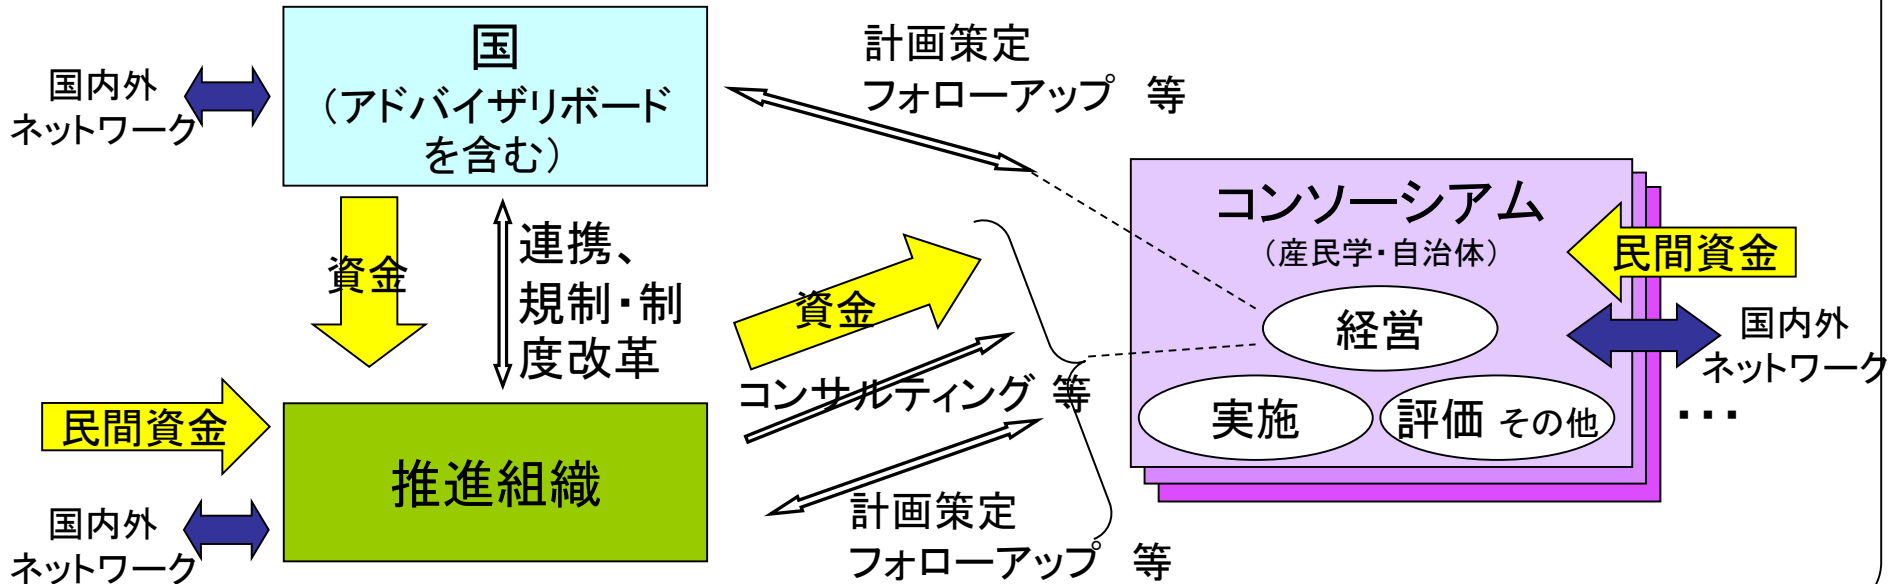 国
（アドバイザリボード
を含む）
国内外
ネットワーク
計画策定
フォローアップ　等
資金
連携、
規制・制
度改革
資金
コンサルティング 等
民間資金
推進組織
国内外
ネットワーク
計画策定
フォローアップ　等
コンソーシアム
（産民学・自治体）
民間資金
経営
実施
評価 その他
国内外
ネットワーク
・・・